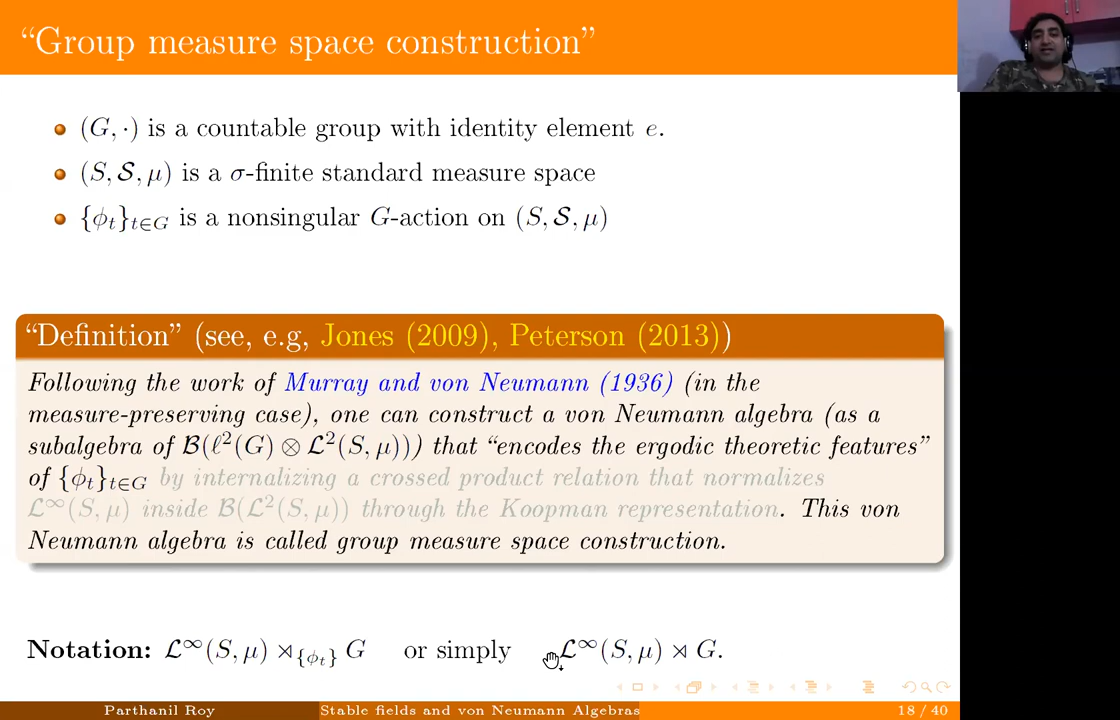 “Group measure space construction”
(G, ·) is a countable group with identity element e.
(S, 𝒮, μ) is a σ-finite standard measure space
{ϕₜ}ₜ∈G is a nonsingular G-action on (S, 𝒮, μ)
“Definition” (see, e.g, Jones (2009), Peterson (2013))
Following the work of Murray and von Neumann (1936) (in the
measure-preserving case), one can construct a von Neumann algebra (as a
subalgebra of ℬ(ℓ²(G) ⊗ ℒ²(S, μ))) that “encodes the ergodic theoretic features”
of {ϕₜ}ₜ∈G by internalizing a crossed product relation that normalizes
ℒ^∞(S, μ) inside ℬ(ℒ²(S, μ)) through the Koopman representation. This von
Neumann algebra is called group measure space construction.
Notation: ℒ^∞(S, μ) ⋊_{ϕₜ} G or simply ℒ^∞(S, μ) ⋊ G.
Parthanil Roy Stable fields and von Neumann Algebras 18 / 40